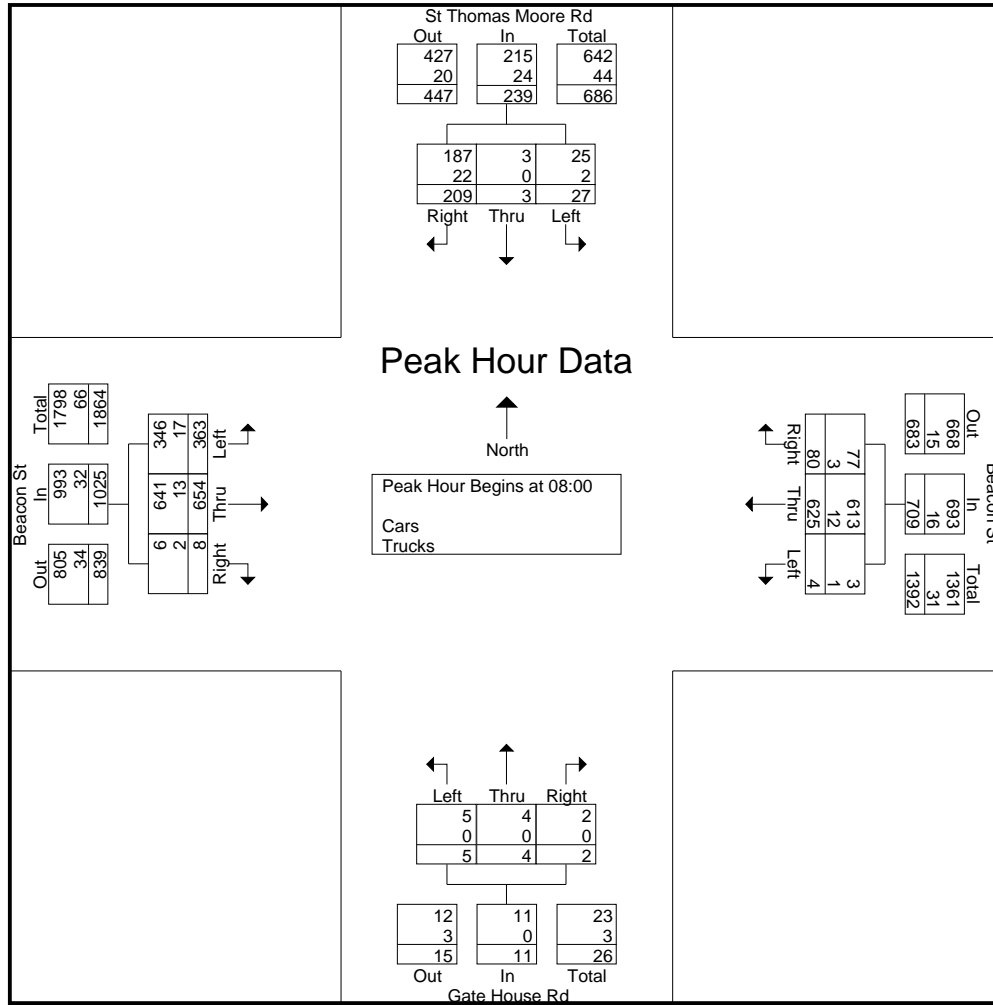 St Thomas Moore Rd
Out In Total
427 215 642
20 24 44
447 239 686
187 3 25
22 0 2
209 3 27
Right Thru Left
Peak Hour Data
North
Peak Hour Begins at 08:00
Cars
Trucks
Beacon St
Total In Out
1798 993 805
66 32 34
1864 1025 839
346 641 6
17 13 2
363 654 8
Left Thru Right
Beacon St
Out In Total
668 693 1361
15 16 31
683 709 1392
77 613 3
3 12 1
80 625 4
Right Thru Left
Left Thru Right
5 4 2
0 0 0
5 4 2
12 11 23
3 0 3
15 11 26
Out In Total
Gate House Rd